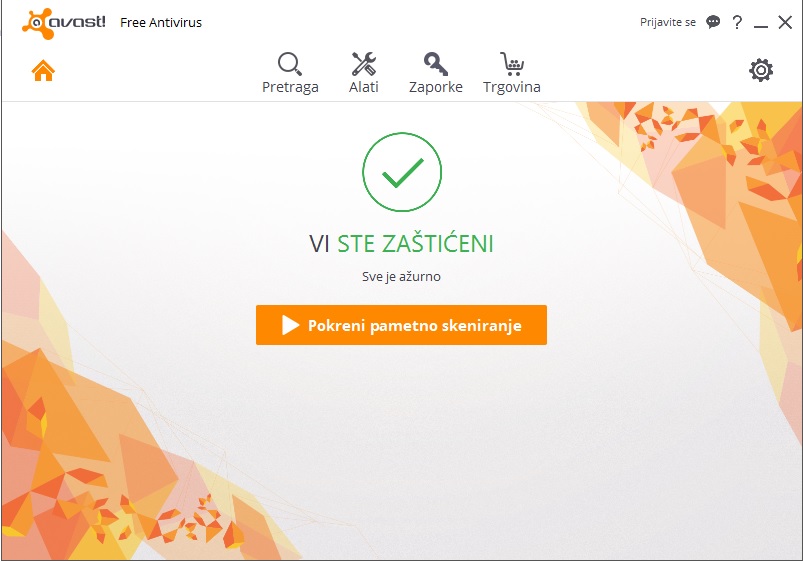 avast! Free Antivirus
Prijavite se ?
Pretraga Alati Zaporke Trgovina
VI STE ZAŠTIĆENI
Sve je ažurno
Pokreni pametno skeniranje